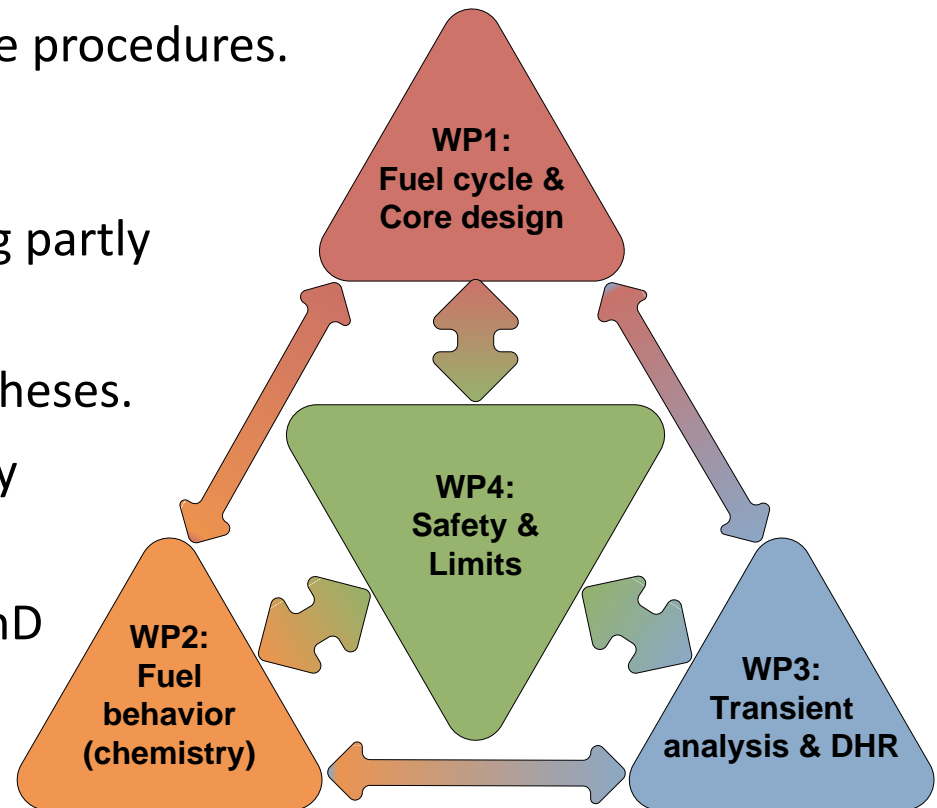 e procedures.
g partly
heses.
y
nD
WP1:
Fuel cycle &
Core design
WP4:
Safety &
Limits
WP2:
Fuel
behavior
(chemistry)
WP3:
Transient
analysis & DHR